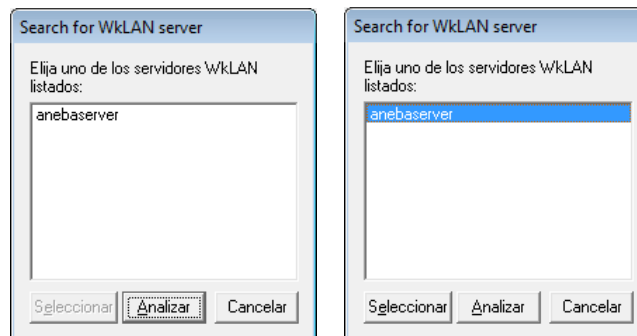 Search for WkLAN server
Elija uno de los servidores WkLAN
listados:
anebaserver
Seleccionar Analizar Cancelar
Search for WkLAN server
Elija uno de los servidores WkLAN
listados:
anebaserver
Seleccionar Analizar Cancelar